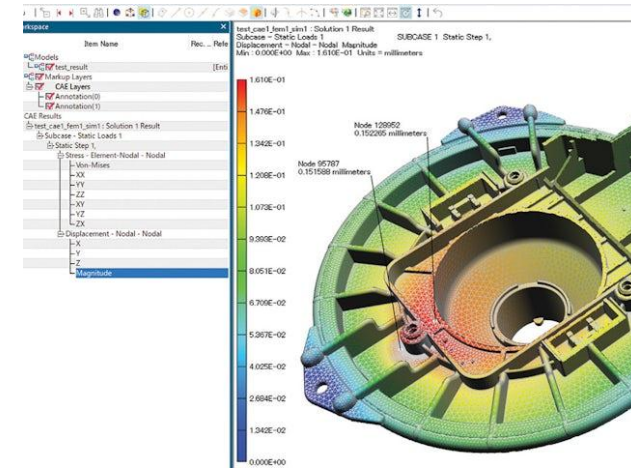 rkspace
Item Name
Rec. .. Refe
Models
test_result
[Enti
Markup Layers
CAE Layers
Annotation(0)
Annotation(1)
CAE Results
test_cae1_fem1_sim1 : Solution 1 Result
Subcase - Static Loads 1
Static Step 1,
Stress - Element-Nodal - Nodal
Von-Mises
XX
YY
ZZ
XY
YZ
ZX
Displacement - Nodal - Nodal
X
Y
Z
Magnitude
test_cae1_fem1_sim1 : Solution 1 Result
Subcase - Static Loads 1 SUBCASE 1 Static Step 1,
Displacement - Nodal - Nodal Magnitude
Min : 0.000E+00 Max : 1.610E-01 Units = millimeters
1.610E-01
1.476E-01
1.342E-01
1.208E-01
1.073E-01
9.393E-02
8.051E-02
6.709E-02
5.367E-02
4.025E-02
2.684E-02
1.342E-02
0.000E+00
Node 128952
0.152265 millimeters
Node 95787
0.151588 millimeters